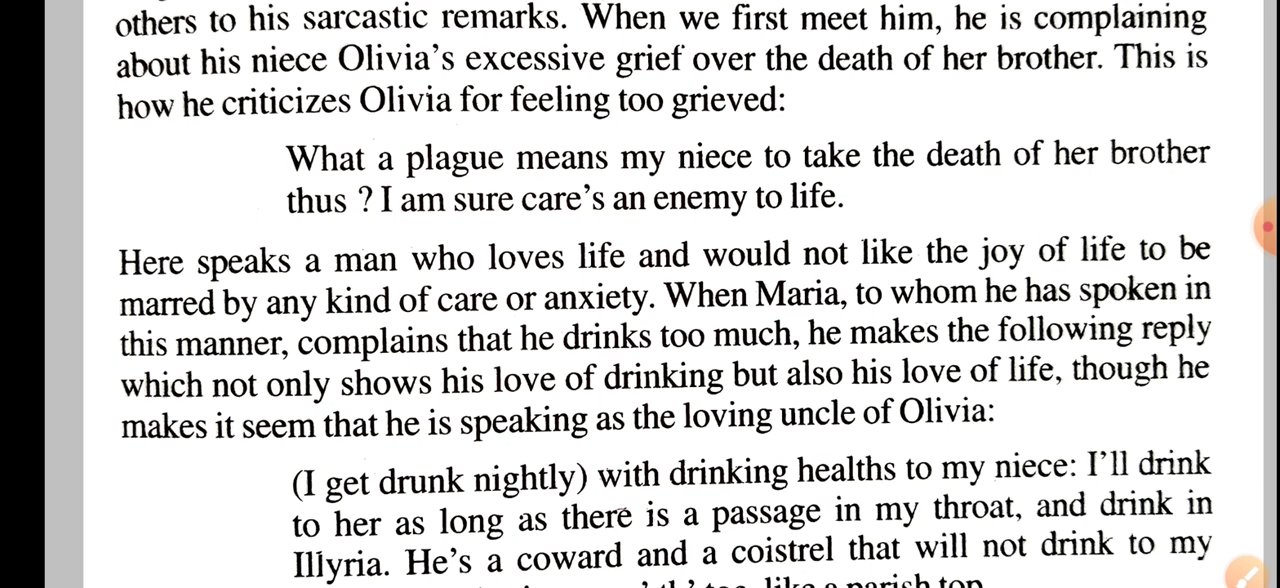 others to his sarcastic remarks. When we first meet him, he is complaining
about his niece Olivia's excessive grief over the death of her brother. This is
how he criticizes Olivia for feeling too grieved:
What a plague means my niece to take the death of her brother
thus ? I am sure care's an enemy to life.
Here speaks a man who loves life and would not like the joy of life to be
marred by any kind of care or anxiety. When Maria, to whom he has spoken in
this manner, complains that he drinks too much, he makes the following reply
which not only shows his love of drinking but also his love of life, though he
makes it seem that he is speaking as the loving uncle of Olivia:
(I get drunk nightly) with drinking healths to my niece: I'll drink
to her as long as there is a passage in my throat, and drink in
Illyria. He's a coward and a coistrel that will not drink to my
like a parish top